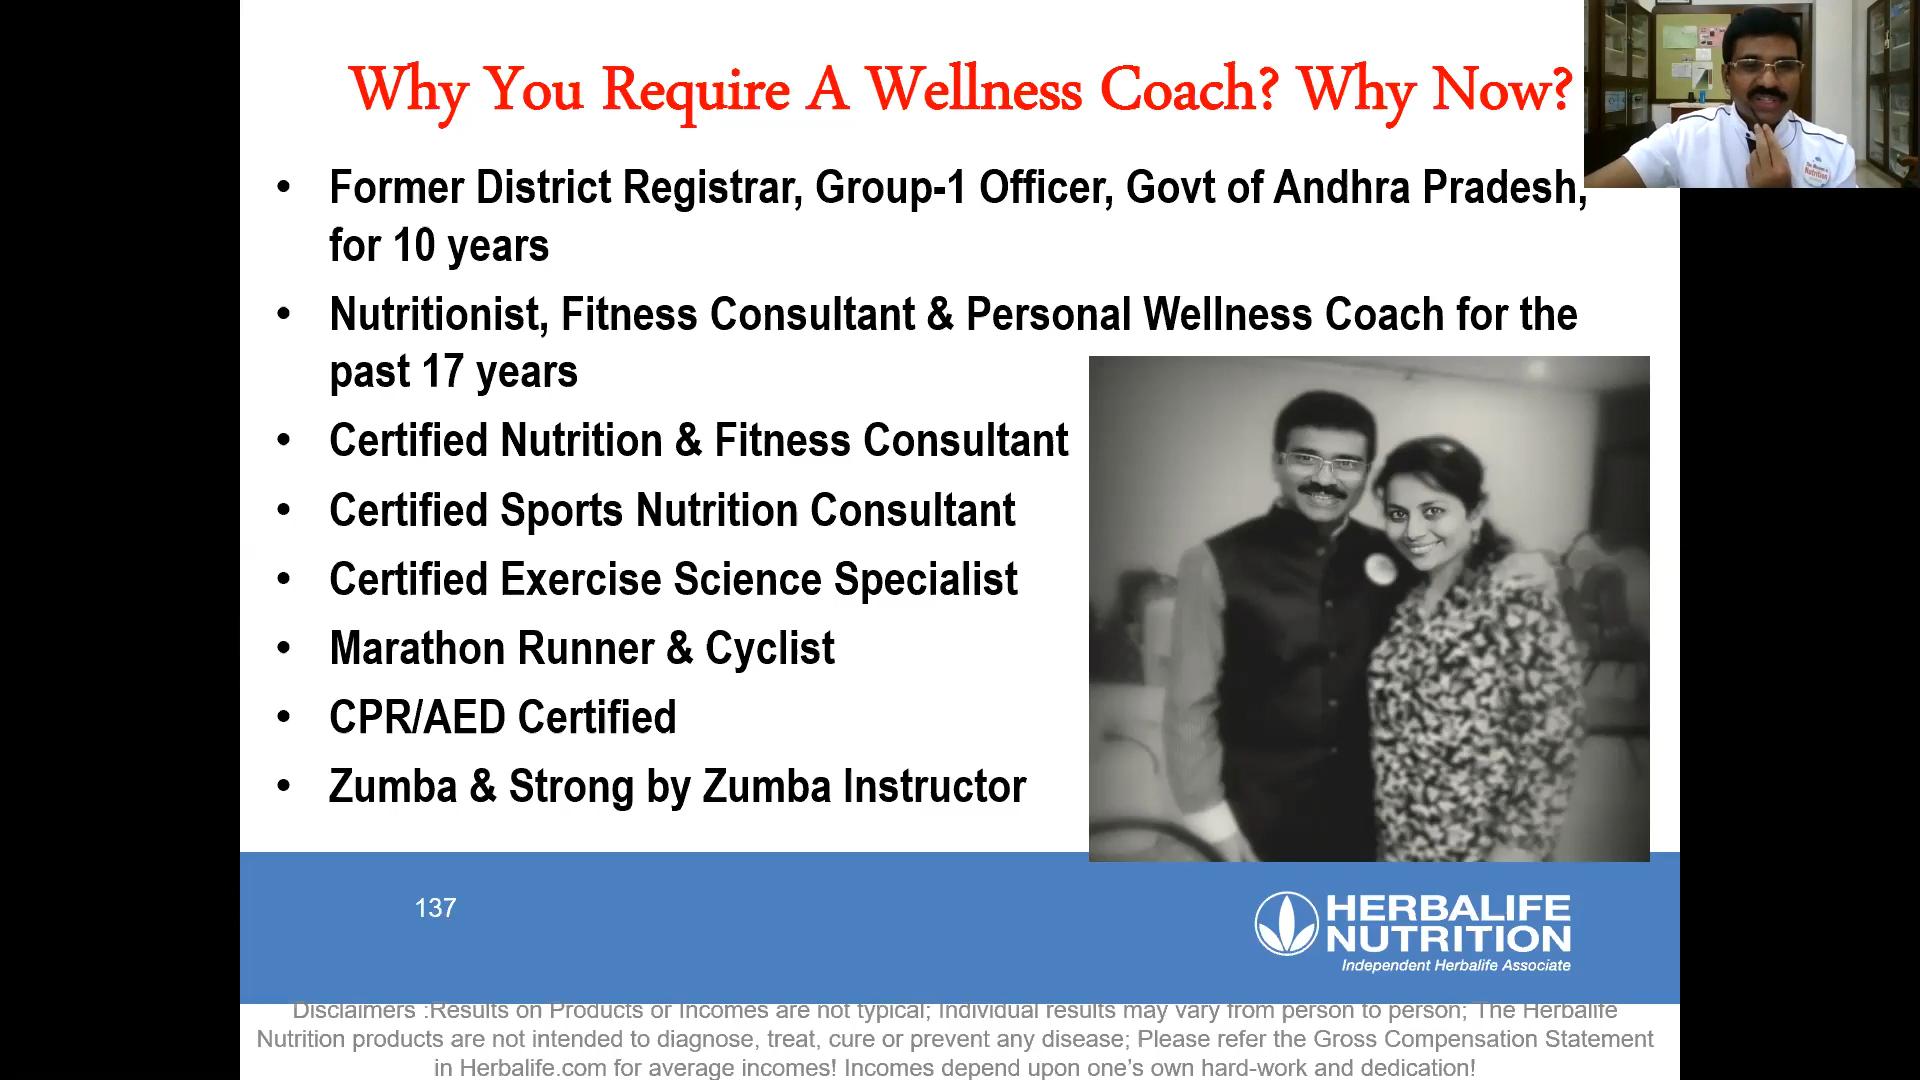 Why You Require A Wellness Coach? Why Now?
• Former District Registrar, Group-1 Officer, Govt of Andhra Pradesh,
for 10 years
• Nutritionist, Fitness Consultant & Personal Wellness Coach for the
past 17 years
• Certified Nutrition & Fitness Consultant
• Certified Sports Nutrition Consultant
• Certified Exercise Science Specialist
• Marathon Runner & Cyclist
• CPR/AED Certified
• Zumba & Strong by Zumba Instructor
137
HERBALIFE
NUTRITION
Independent Herbalife Associate
Disclaimers :Results on Products or Incomes are not typical; Individual results may vary from person to person; The Herbalife
Nutrition products are not intended to diagnose, treat, cure or prevent any disease; Please refer the Gross Compensation Statement
in Herbalife.com for average incomes! Incomes depend upon one's own hard-work and dedication!
Nutrition